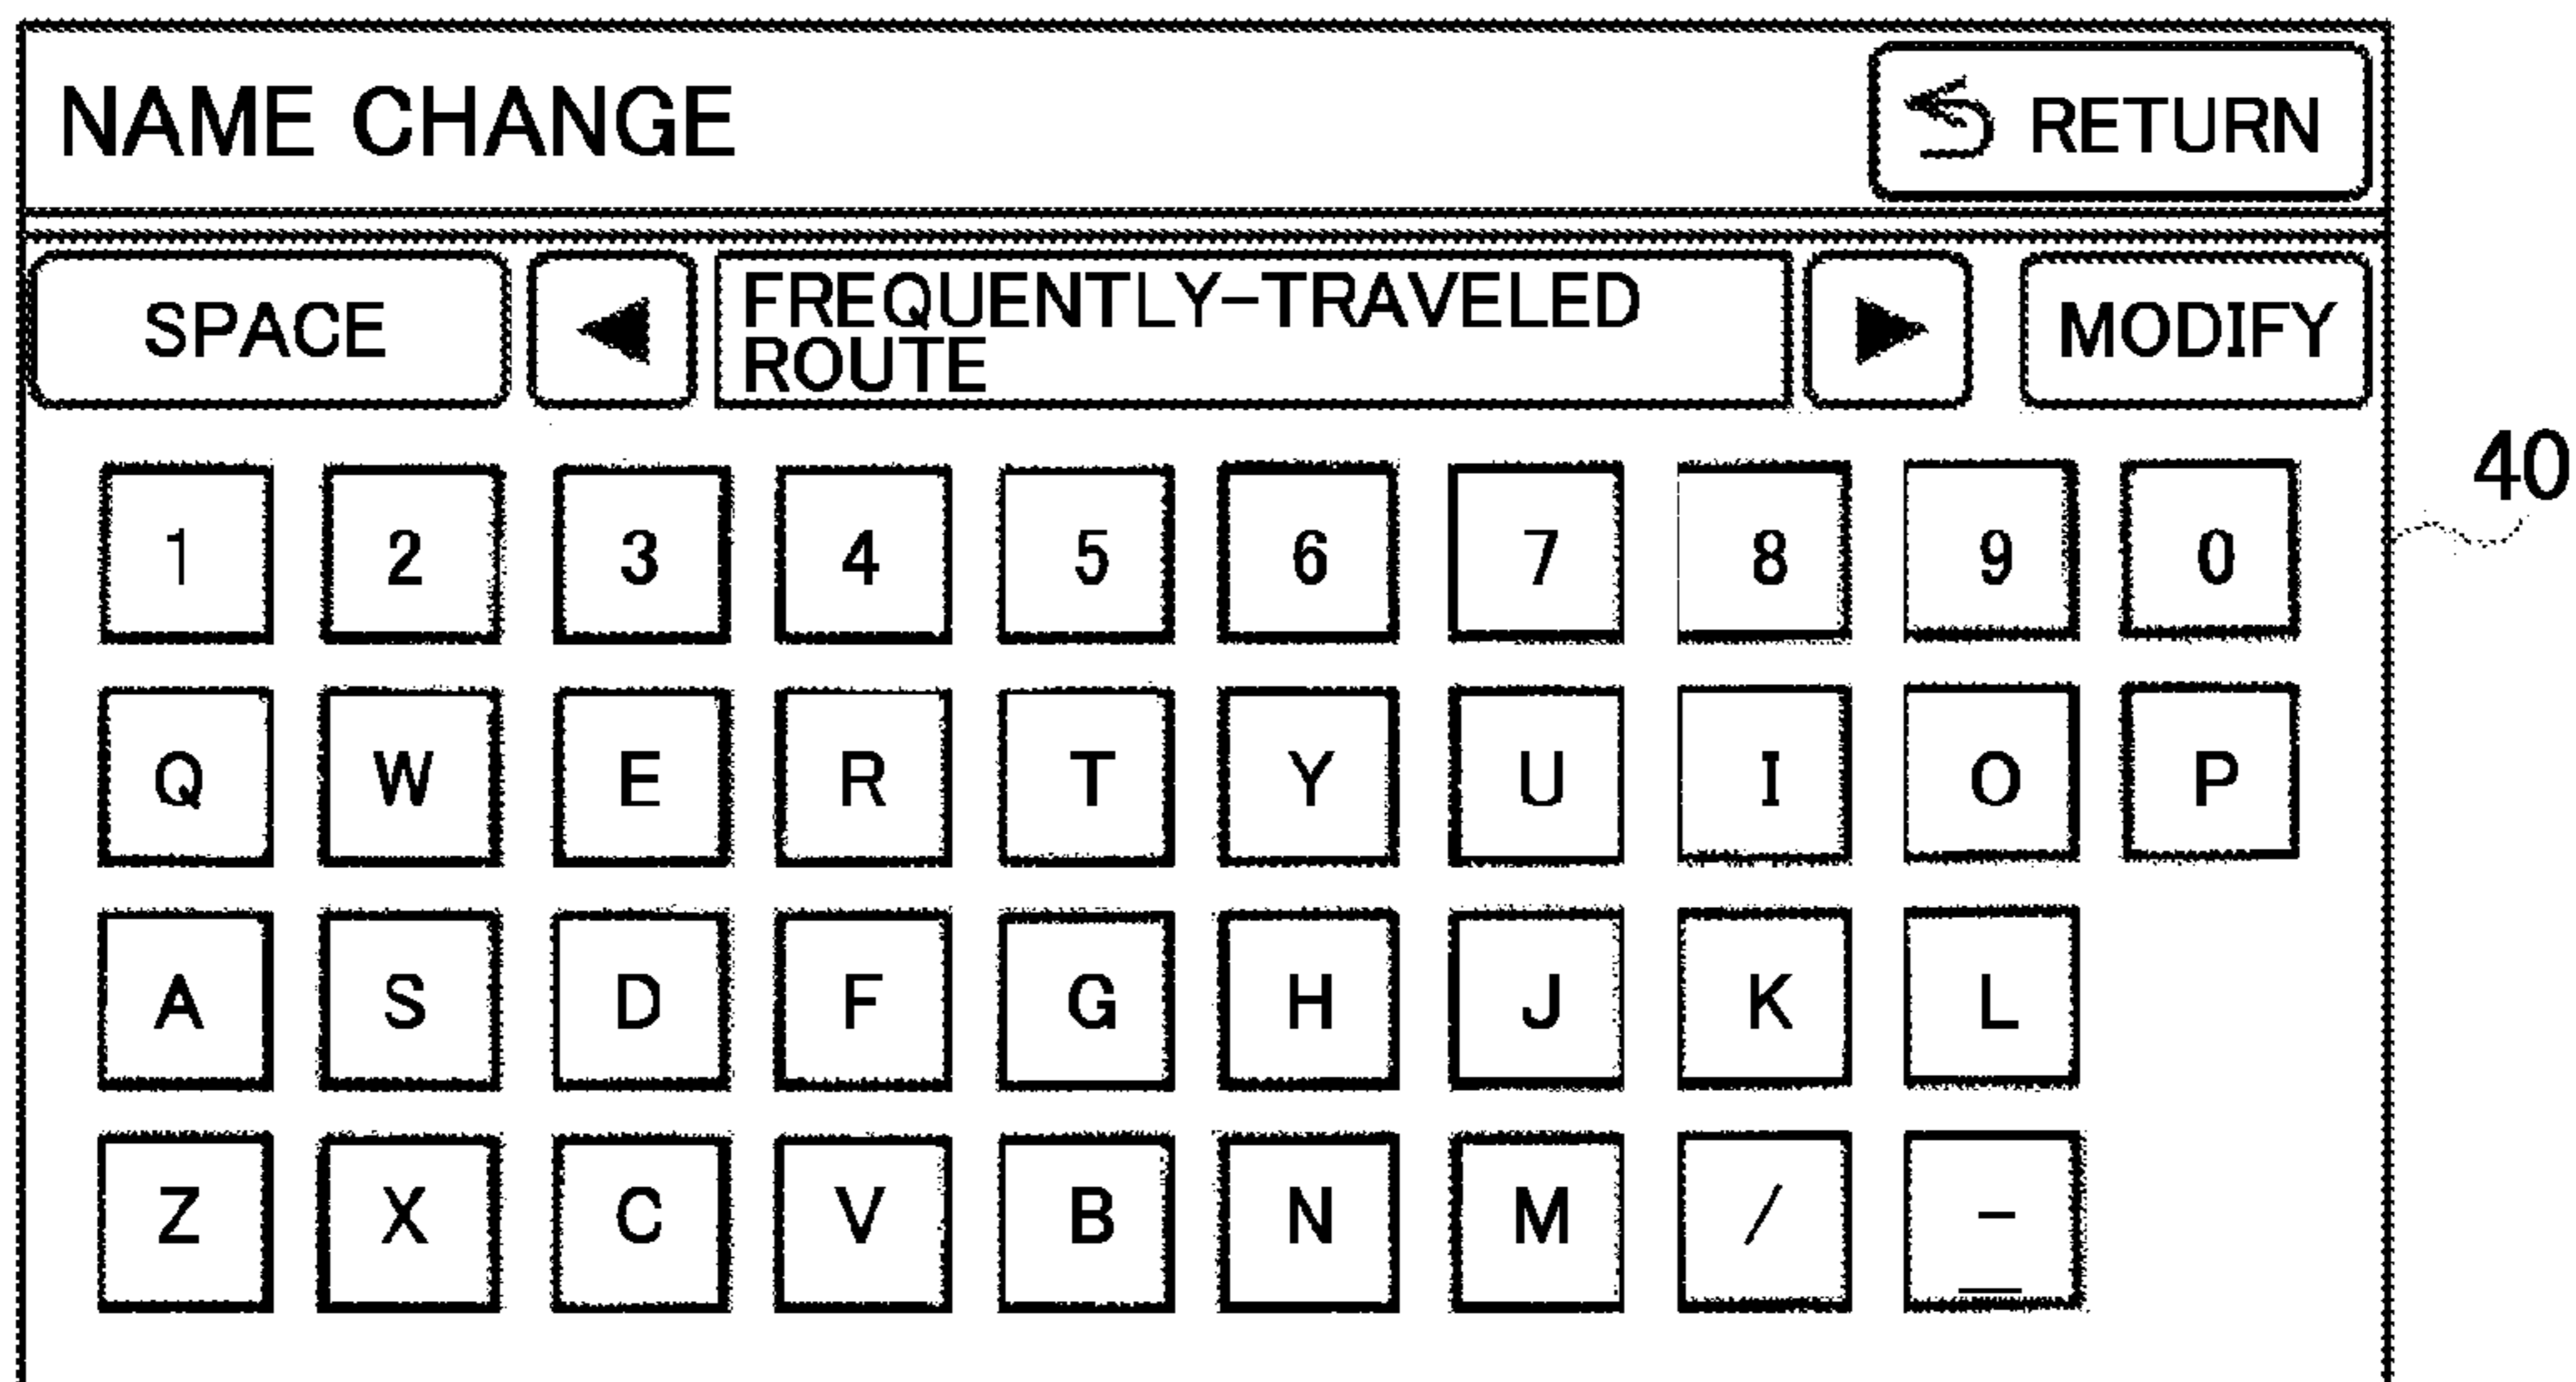 NAME CHANGE RETURN
SPACE ◀ FREQUENTLY-TRAVELED ▶ MODIFY
ROUTE
40
1 2 3 4 5 6 7 8 9 0
Q W E R T Y U I O P
A S D F G H J K L
Z X C V B N M / -